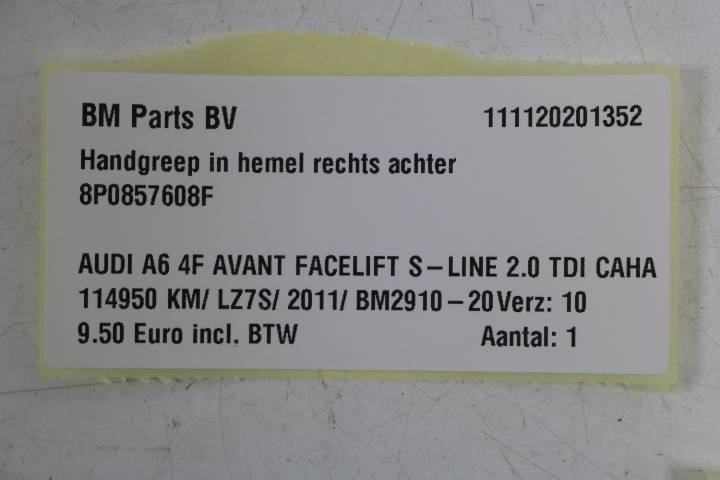 BM Parts BV 111120201352
Handgreep in hemel rechts achter
8P0857608F
AUDI A6 4F AVANT FACELIFT S-LINE 2.0 TDI CAHA
114950 KM/ LZ7S/ 2011/ BM2910-20Verz: 10
9.50 Euro incl. BTW Aantal: 1